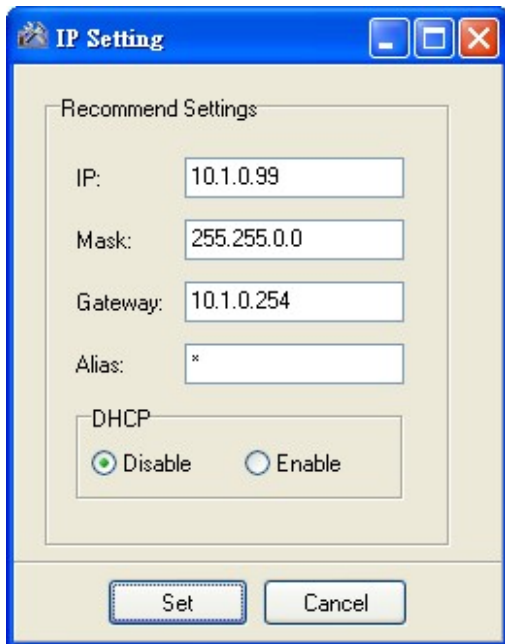 IP Setting
Recommend Settings
IP: 10.1.0.99
Mask: 255.255.0.0
Gateway: 10.1.0.254
Alias: *
DHCP
Disable Enable
Set Cancel